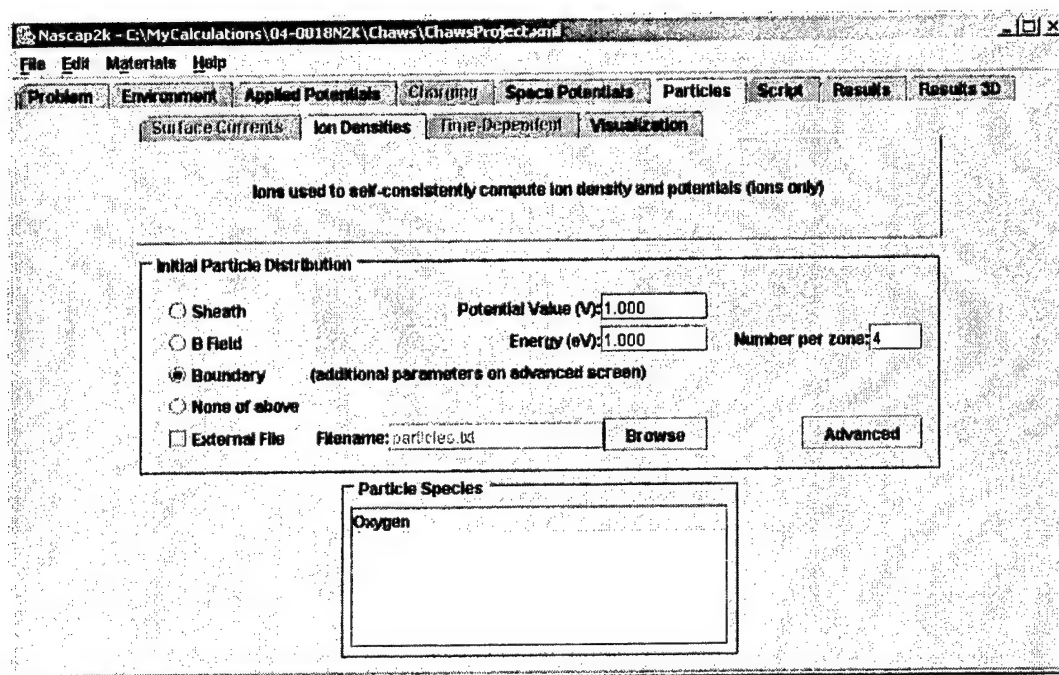 Nascap2k - C:\MyCalculations\04-0018N2K\Chaws\ChawsProject.xml
File Edit Materials Help
Problem Environment Applied Potentials Charging Space Potentials Particles Script Results Results 3D
Surface Currents Ion Densities Time-Dependent Visualization
Ions used to self-consistently compute ion density and potentials (ions only)
Initial Particle Distribution
Sheath Potential Value (V): 1.000
B Field Energy (eV): 1.000 Number per zone: 4
Boundary (additional parameters on advanced screen)
None of above
External File Filename: particles.txt Browse Advanced
Particle Species
Oxygen